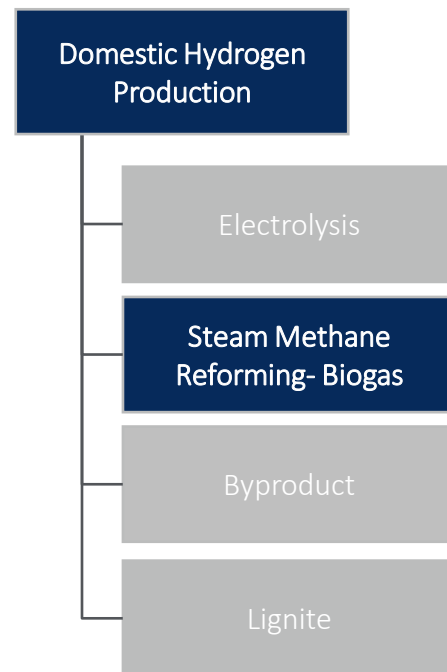 Domestic Hydrogen
Production
Electrolysis
Steam Methane
Reforming- Biogas
Byproduct
Lignite